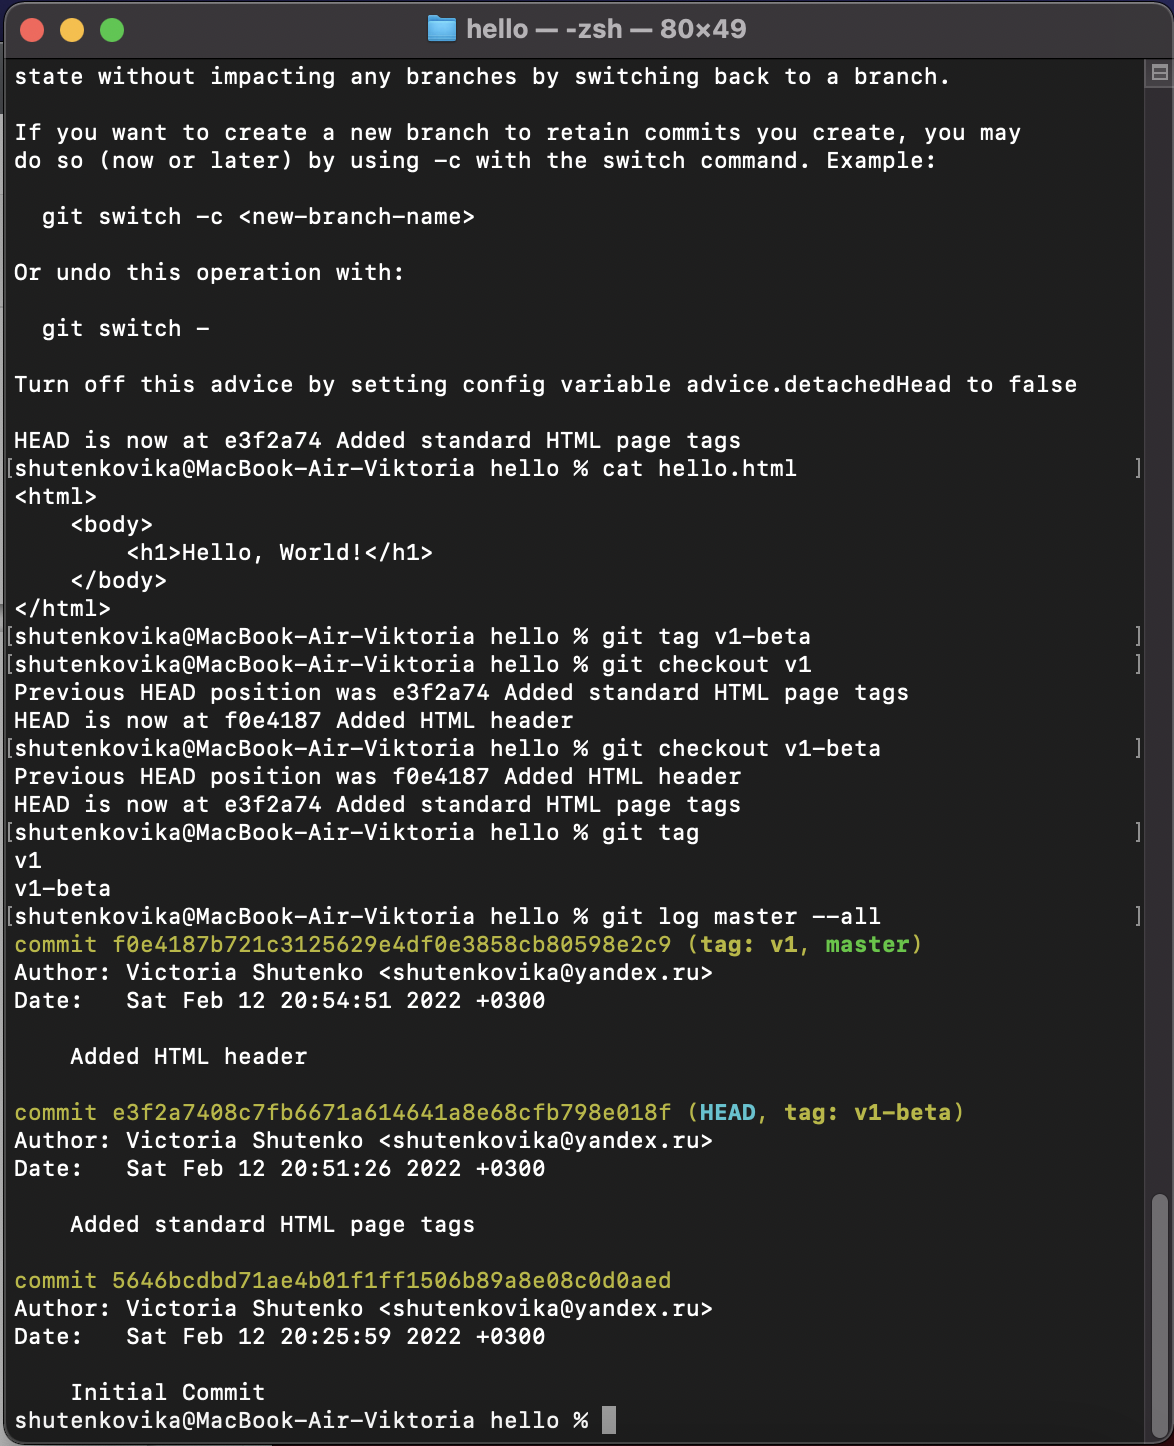 hello — -zsh — 80×49
state without impacting any branches by switching back to a branch.
If you want to create a new branch to retain commits you create, you may
do so (now or later) by using -c with the switch command. Example:
  git switch -c <new-branch-name>
Or undo this operation with:
  git switch -
Turn off this advice by setting config variable advice.detachedHead to false
HEAD is now at e3f2a74 Added standard HTML page tags
[shutenkovika@MacBook-Air-Viktoria hello % cat hello.html ]
<html>
    <body>
        <h1>Hello, World!</h1>
    </body>
</html>
[shutenkovika@MacBook-Air-Viktoria hello % git tag v1-beta ]
[shutenkovika@MacBook-Air-Viktoria hello % git checkout v1 ]
Previous HEAD position was e3f2a74 Added standard HTML page tags
HEAD is now at f0e4187 Added HTML header
[shutenkovika@MacBook-Air-Viktoria hello % git checkout v1-beta ]
Previous HEAD position was f0e4187 Added HTML header
HEAD is now at e3f2a74 Added standard HTML page tags
[shutenkovika@MacBook-Air-Viktoria hello % git tag ]
v1
v1-beta
[shutenkovika@MacBook-Air-Viktoria hello % git log master --all ]
commit f0e4187b721c3125629e4df0e3858cb80598e2c9 (tag: v1, master)
Author: Victoria Shutenko <shutenkovika@yandex.ru>
Date:   Sat Feb 12 20:54:51 2022 +0300
    Added HTML header
commit e3f2a7408c7fb6671a614641a8e68cfb798e018f (HEAD, tag: v1-beta)
Author: Victoria Shutenko <shutenkovika@yandex.ru>
Date:   Sat Feb 12 20:51:26 2022 +0300
    Added standard HTML page tags
commit 5646bcdbd71ae4b01f1ff1506b89a8e08c0d0aed
Author: Victoria Shutenko <shutenkovika@yandex.ru>
Date:   Sat Feb 12 20:25:59 2022 +0300
    Initial Commit
shutenkovika@MacBook-Air-Viktoria hello %